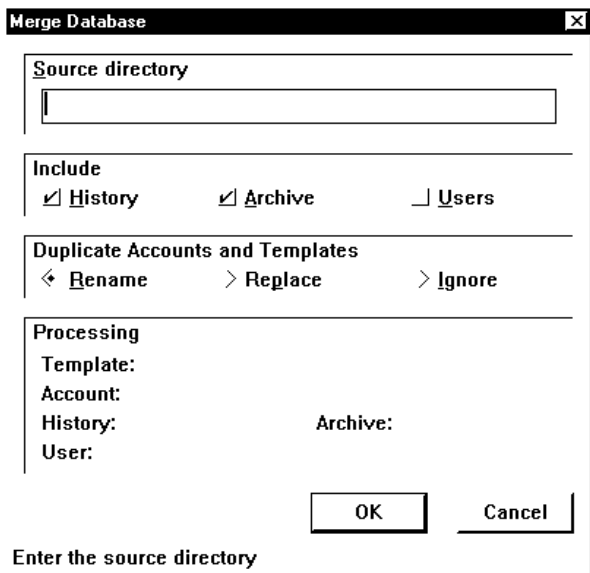 Merge Database
Source directory
Include
History Archive Users
Duplicate Accounts and Templates
Rename Replace Ignore
Processing
Template:
Account:
History: Archive:
User:
OK Cancel
Enter the source directory